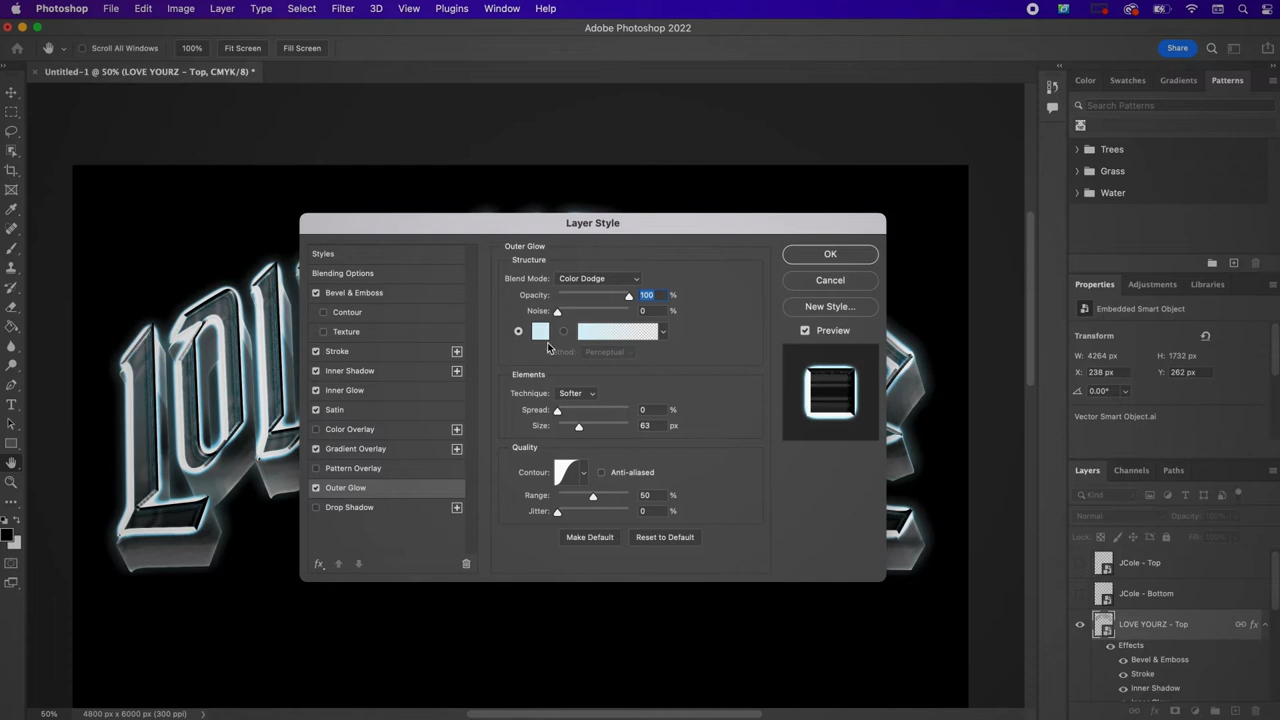 Photoshop File Edit Image Layer Type Select Filter 3D View Plugins Window Help
Adobe Photoshop 2022
Scroll All Windows 100% Fit Screen Fill Screen Share
× Untitled-1 @ 50% (LOVE YOURZ - Top, CMYK/8) *
Color Swatches Gradients Patterns
Search Patterns
Trees
Grass
Water
Layer Style
Styles
Blending Options
Bevel & Emboss
Contour
Texture
Stroke
Inner Shadow
Inner Glow
Satin
Color Overlay
Gradient Overlay
Pattern Overlay
Outer Glow
Drop Shadow
fx
Outer Glow
Structure
Blend Mode: Color Dodge
Opacity: 100 %
Noise: 0 %
Perceptual
Elements
Technique: Softer
Spread: 0 %
Size: 63 px
Quality
Contour: Anti-aliased
Range: 50 %
Jitter: 0 %
Make Default Reset to Default
OK
Cancel
New Style...
Preview
Properties Adjustments Libraries
Embedded Smart Object
Transform
W: 4264 px H: 1732 px
X: 238 px Y: 262 px
0.00°
Vector Smart Object.ai
Layers Channels Paths
Kind
Normal Opacity: 100%
Lock: Fill: 100%
JCole - Top
JCole - Bottom
LOVE YOURZ - Top fx
Effects
Bevel & Emboss
Stroke
Inner Shadow
50% 4800 px x 6000 px (300 ppi)